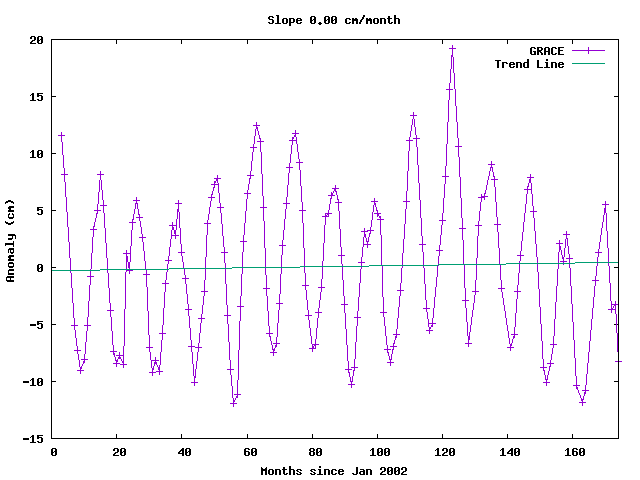 Slope 0.00 cm/month
GRACE
Trend Line
20
15
10
5
0
-5
-10
-15
Anomaly (cm)
0 20 40 60 80 100 120 140 160
Months since Jan 2002